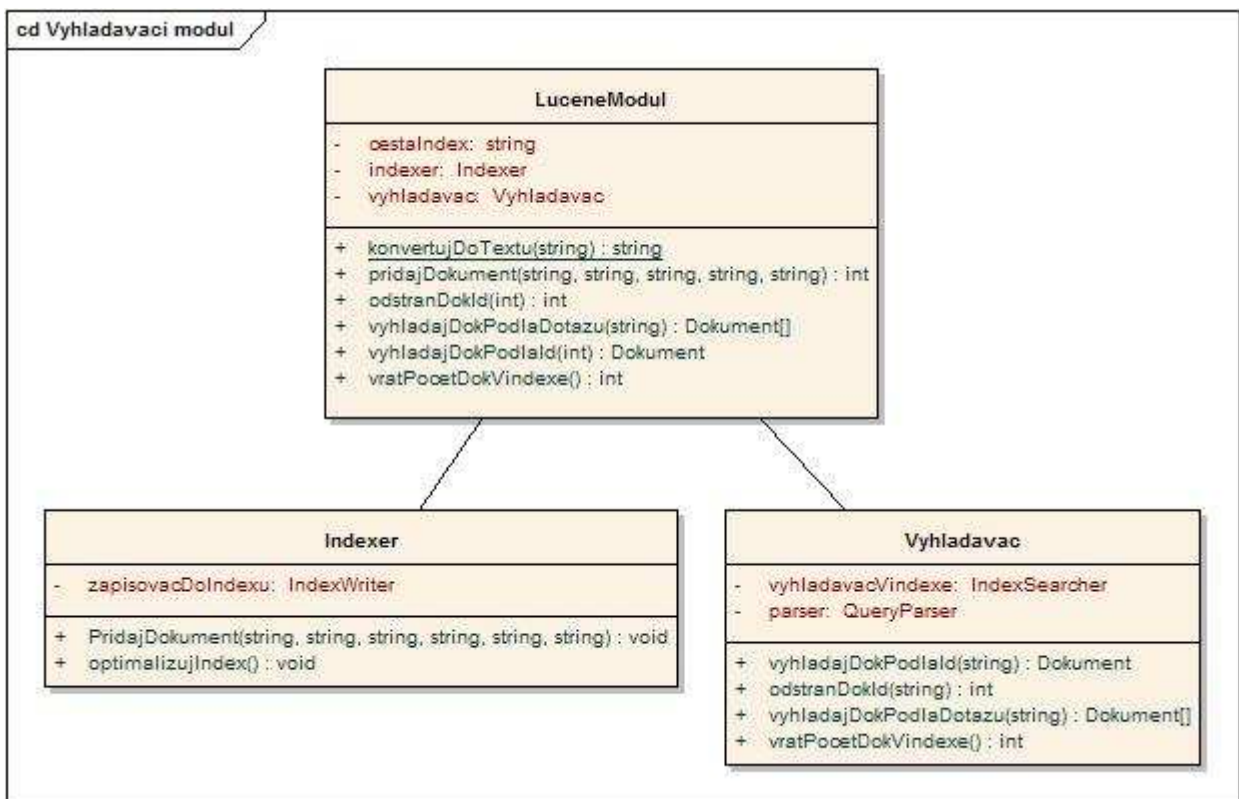 cd Vyhladavaci modul
LuceneModul
- cestaIndex: string
- indexer: Indexer
- vyhladavac: Vyhladavac
+ konvertujDoTextu(string) : string
+ pridajDokument(string, string, string, string, string) : int
+ odstranDokId(int) : int
+ vyhladajDokPodlaDotazu(string) : Dokument[]
+ vyhladajDokPodlaId(int) : Dokument
+ vratPocetDokVindexe() : int
Indexer
- zapisovacDoIndexu: IndexWriter
+ PridajDokument(string, string, string, string, string, string) : void
+ optimalizujIndex() : void
Vyhladavac
- vyhladavacVindexe: IndexSearcher
- parser: QueryParser
+ vyhladajDokPodlaId(string) : Dokument
+ odstranDokId(string) : int
+ vyhladajDokPodlaDotazu(string) : Dokument[]
+ vratPocetDokVindexe() : int